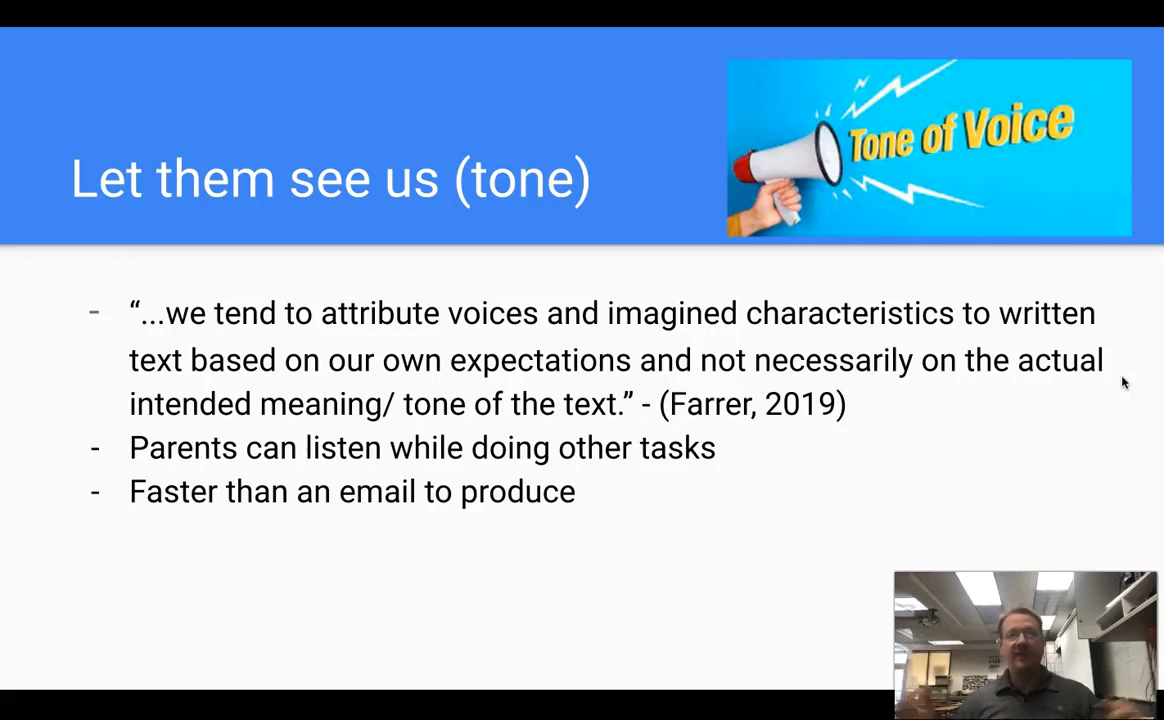 Tone of Voice
Let them see us (tone)
- “...we tend to attribute voices and imagined characteristics to written
text based on our own expectations and not necessarily on the actual
intended meaning/ tone of the text.” - (Farrer, 2019)
- Parents can listen while doing other tasks
- Faster than an email to produce